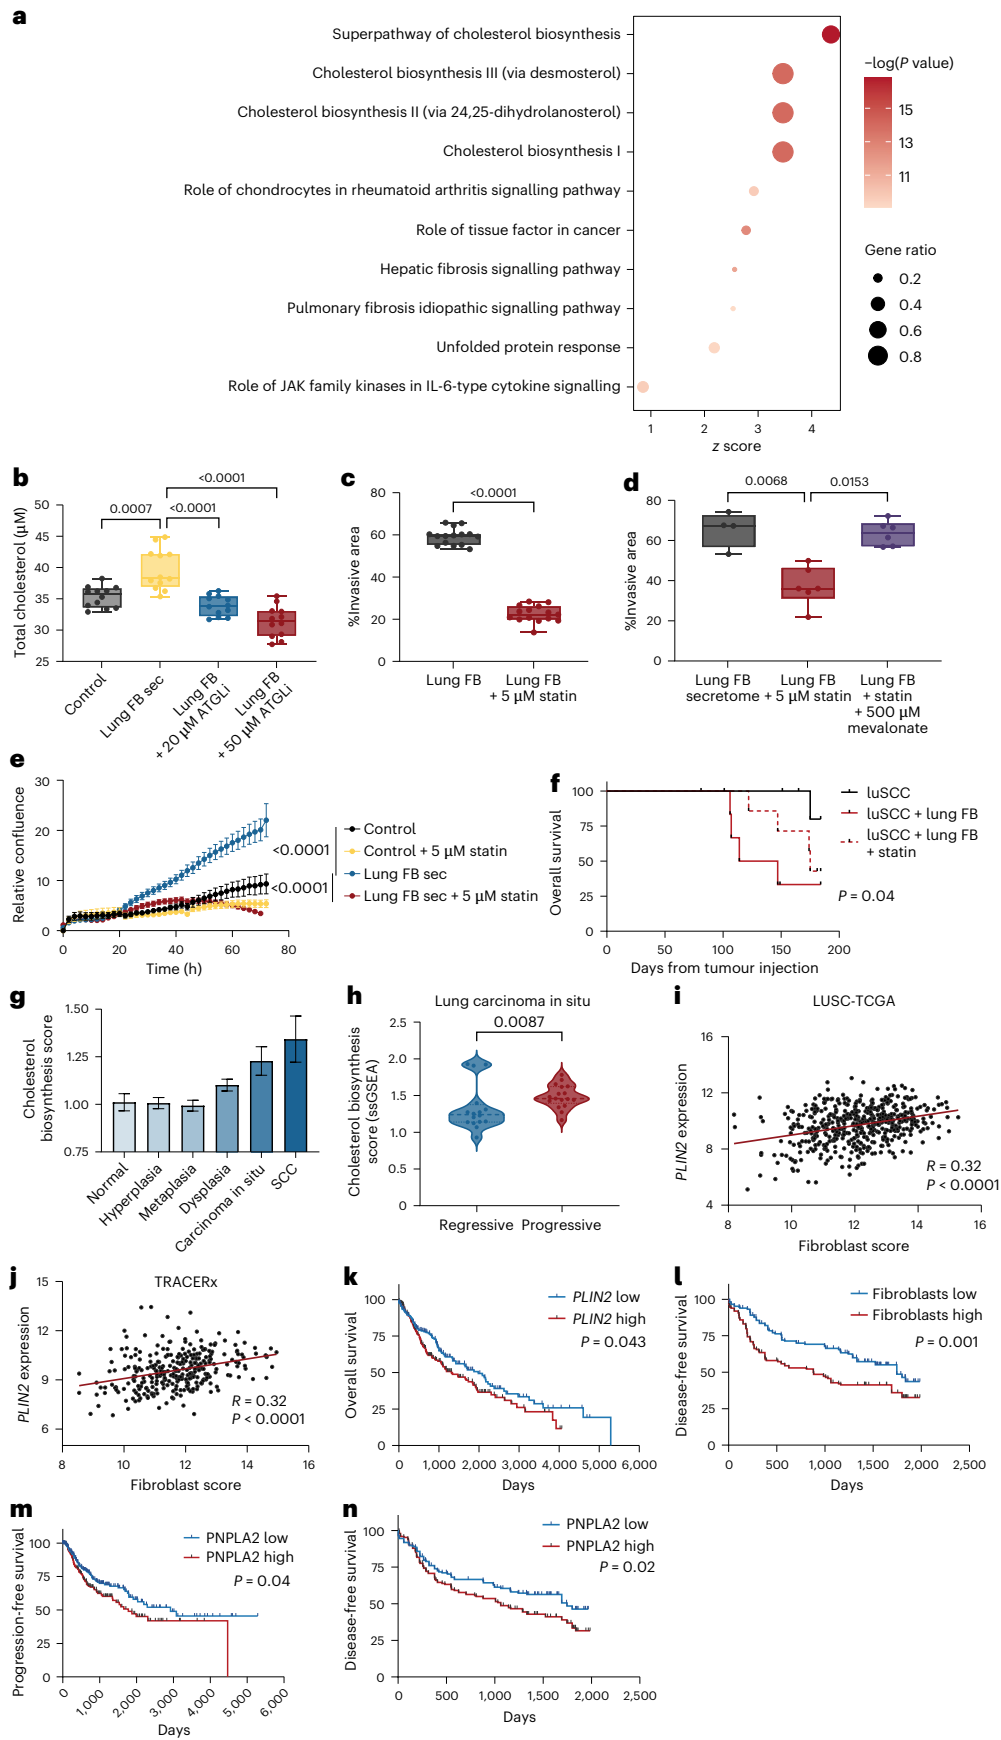 a
Superpathway of cholesterol biosynthesis
Cholesterol biosynthesis III (via desmosterol)
Cholesterol biosynthesis II (via 24,25-dihydrolanosterol)
Cholesterol biosynthesis I
Role of chondrocytes in rheumatoid arthritis signalling pathway
Role of tissue factor in cancer
Hepatic fibrosis signalling pathway
Pulmonary fibrosis idiopathic signalling pathway
Unfolded protein response
Role of JAK family kinases in IL-6-type cytokine signalling
1 2 3 4
z score
−log(P value)
15
13
11
Gene ratio
0.2
0.4
0.6
0.8
b
Total cholesterol (µM)
50
45
40
35
30
25
<0.0001
0.0007
<0.0001
Control
Lung FB sec
Lung FB
+ 20 µM ATGLi
Lung FB
+ 50 µM ATGLi
c
%Invasive area
80
60
40
20
0
<0.0001
Lung FB
Lung FB
+ 5 µM statin
d
%Invasive area
80
60
40
20
0
0.0068
0.0153
Lung FB
secretome
Lung FB
+ 5 µM statin
Lung FB
+ statin
+ 500 µM
mevalonate
e
Relative confluence
30
20
10
0
0 20 40 60 80
Time (h)
<0.0001
<0.0001
Control
Control + 5 µM statin
Lung FB sec
Lung FB sec + 5 µM statin
f
Overall survival
100
75
50
25
0
0 50 100 150 200
Days from tumour injection
luSCC
luSCC + lung FB
luSCC + lung FB
+ statin
P = 0.04
g
Cholesterol
biosynthesis score
1.50
1.25
1.00
0.75
Normal
Hyperplasia
Metaplasia
Dysplasia
Carcinoma in situ
SCC
h
Lung carcinoma in situ
0.0087
Cholesterol biosynthesis
score (ssGSEA)
2.5
2.0
1.5
1.0
0.5
0
Regressive Progressive
i
LUSC-TCGA
PLIN2 expression
16
12
8
4
R = 0.32
P < 0.0001
8 10 12 14 16
Fibroblast score
j
TRACERx
PLIN2 expression
15
12
9
6
R = 0.32
P < 0.0001
8 10 12 14 16
Fibroblast score
k
Overall survival
100
75
50
25
0
PLIN2 low
PLIN2 high
P = 0.043
0 1,000 2,000 3,000 4,000 5,000 6,000
Days
l
Disease-free survival
100
75
50
25
0
Fibroblasts low
Fibroblasts high
P = 0.001
0 500 1,000 1,500 2,000 2,500
Days
m
Progression-free survival
100
75
50
25
0
PNPLA2 low
PNPLA2 high
P = 0.04
0 1,000 2,000 3,000 4,000 5,000 6,000
Days
n
Disease-free survival
100
75
50
25
0
PNPLA2 low
PNPLA2 high
P = 0.02
0 500 1,000 1,500 2,000 2,500
Days